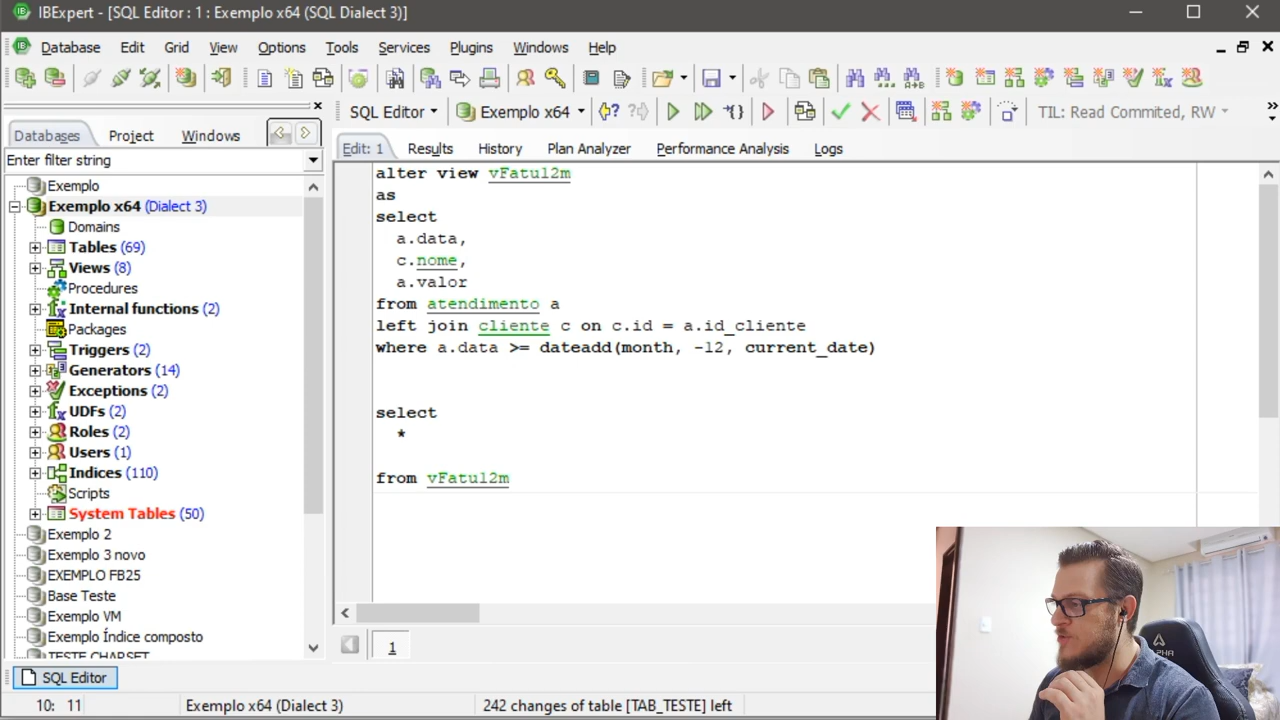 IBExpert - [SQL Editor : 1 : Exemplo x64 (SQL Dialect 3)]
Database Edit Grid View Options Tools Services Plugins Windows Help
SQL Editor Exemplo x64 TIL: Read Commited, RW
Databases Project Windows
Edit: 1 Results History Plan Analyzer Performance Analysis Logs
Enter filter string
Exemplo
Exemplo x64 (Dialect 3)
Domains
Tables (69)
Views (8)
Procedures
Internal functions (2)
Packages
Triggers (2)
Generators (14)
Exceptions (2)
UDFs (2)
Roles (2)
Users (1)
Indices (110)
Scripts
System Tables (50)
Exemplo 2
Exemplo 3 novo
EXEMPLO FB25
Base Teste
Exemplo VM
Exemplo Índice composto
TESTE CHARSET
alter view vFatu12m
as
select
a.data,
c.nome,
a.valor
from atendimento a
left join cliente c on c.id = a.id_cliente
where a.data >= dateadd(month, -12, current_date)
select
*
from vFatu12m
1
ALPHA
SQL Editor
10: 11 Exemplo x64 (Dialect 3) 242 changes of table [TAB_TESTE] left